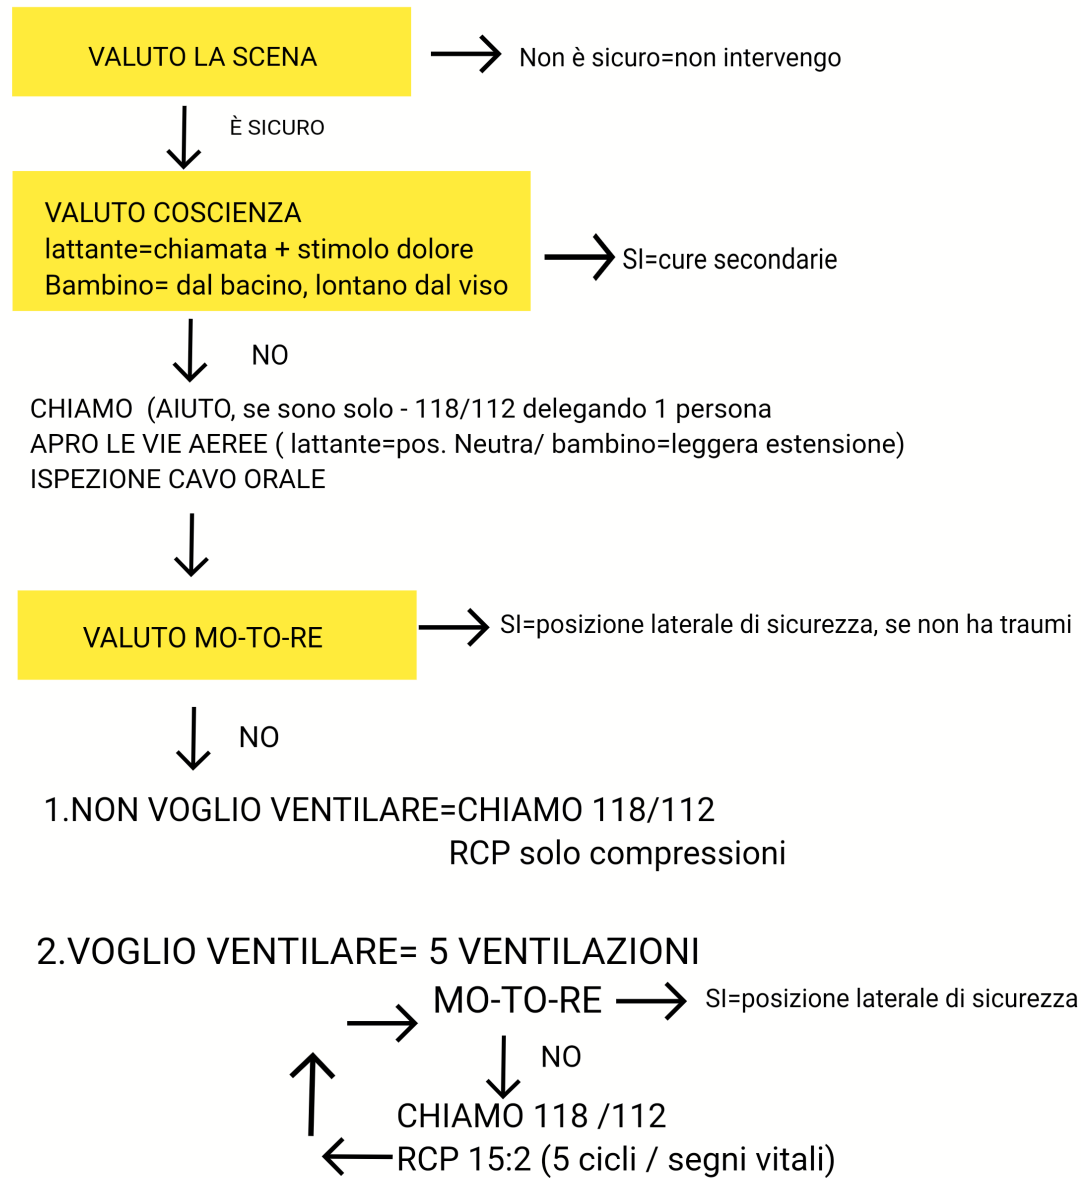 VALUTO LA SCENA
Non è sicuro=non intervengo
È SICURO
VALUTO COSCIENZA
lattante=chiamata + stimolo dolore
Bambino= dal bacino, lontano dal viso
SI=cure secondarie
NO
CHIAMO (AIUTO, se sono solo - 118/112 delegando 1 persona
APRO LE VIE AEREE ( lattante=pos. Neutra/ bambino=leggera estensione)
ISPEZIONE CAVO ORALE
VALUTO MO-TO-RE
SI=posizione laterale di sicurezza, se non ha traumi
NO
1.NON VOGLIO VENTILARE=CHIAMO 118/112
RCP solo compressioni
2.VOGLIO VENTILARE= 5 VENTILAZIONI
MO-TO-RE
SI=posizione laterale di sicurezza
NO
CHIAMO 118 /112
RCP 15:2 (5 cicli / segni vitali)